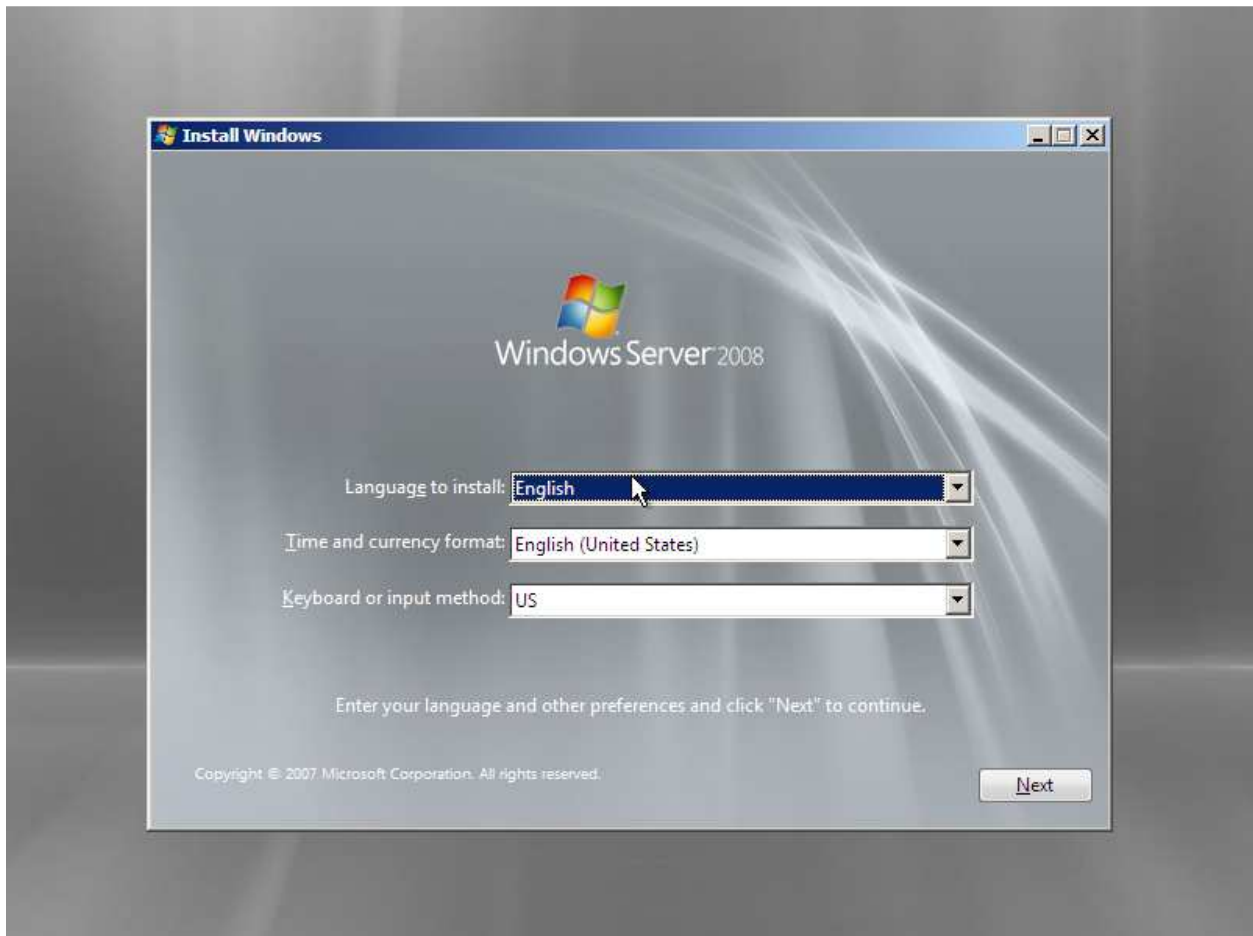 Install Windows
Windows Server 2008
Language to install: English
Time and currency format: English (United States)
Keyboard or input method: US
Enter your language and other preferences and click "Next" to continue.
Copyright © 2007 Microsoft Corporation. All rights reserved.
Next